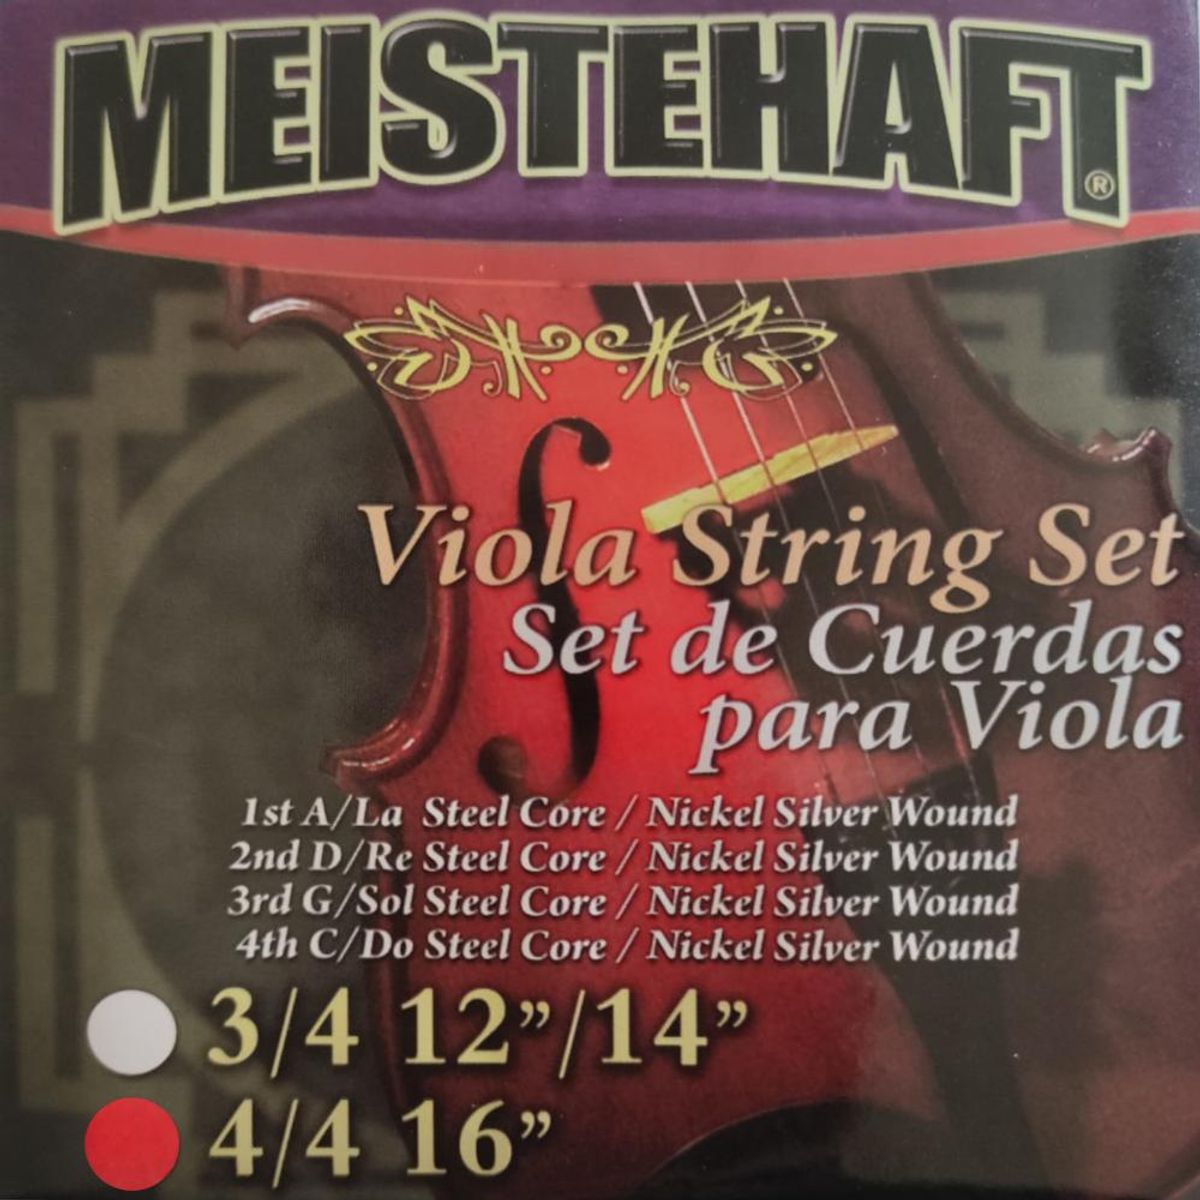 MEISTEHAFT®
Viola String Set
Set de Cuerdas
para Viola
1st A/La Steel Core / Nickel Silver Wound
2nd D/Re Steel Core / Nickel Silver Wound
3rd G/Sol Steel Core / Nickel Silver Wound
4th C/Do Steel Core / Nickel Silver Wound
3/4 12”/14”
4/4 16”